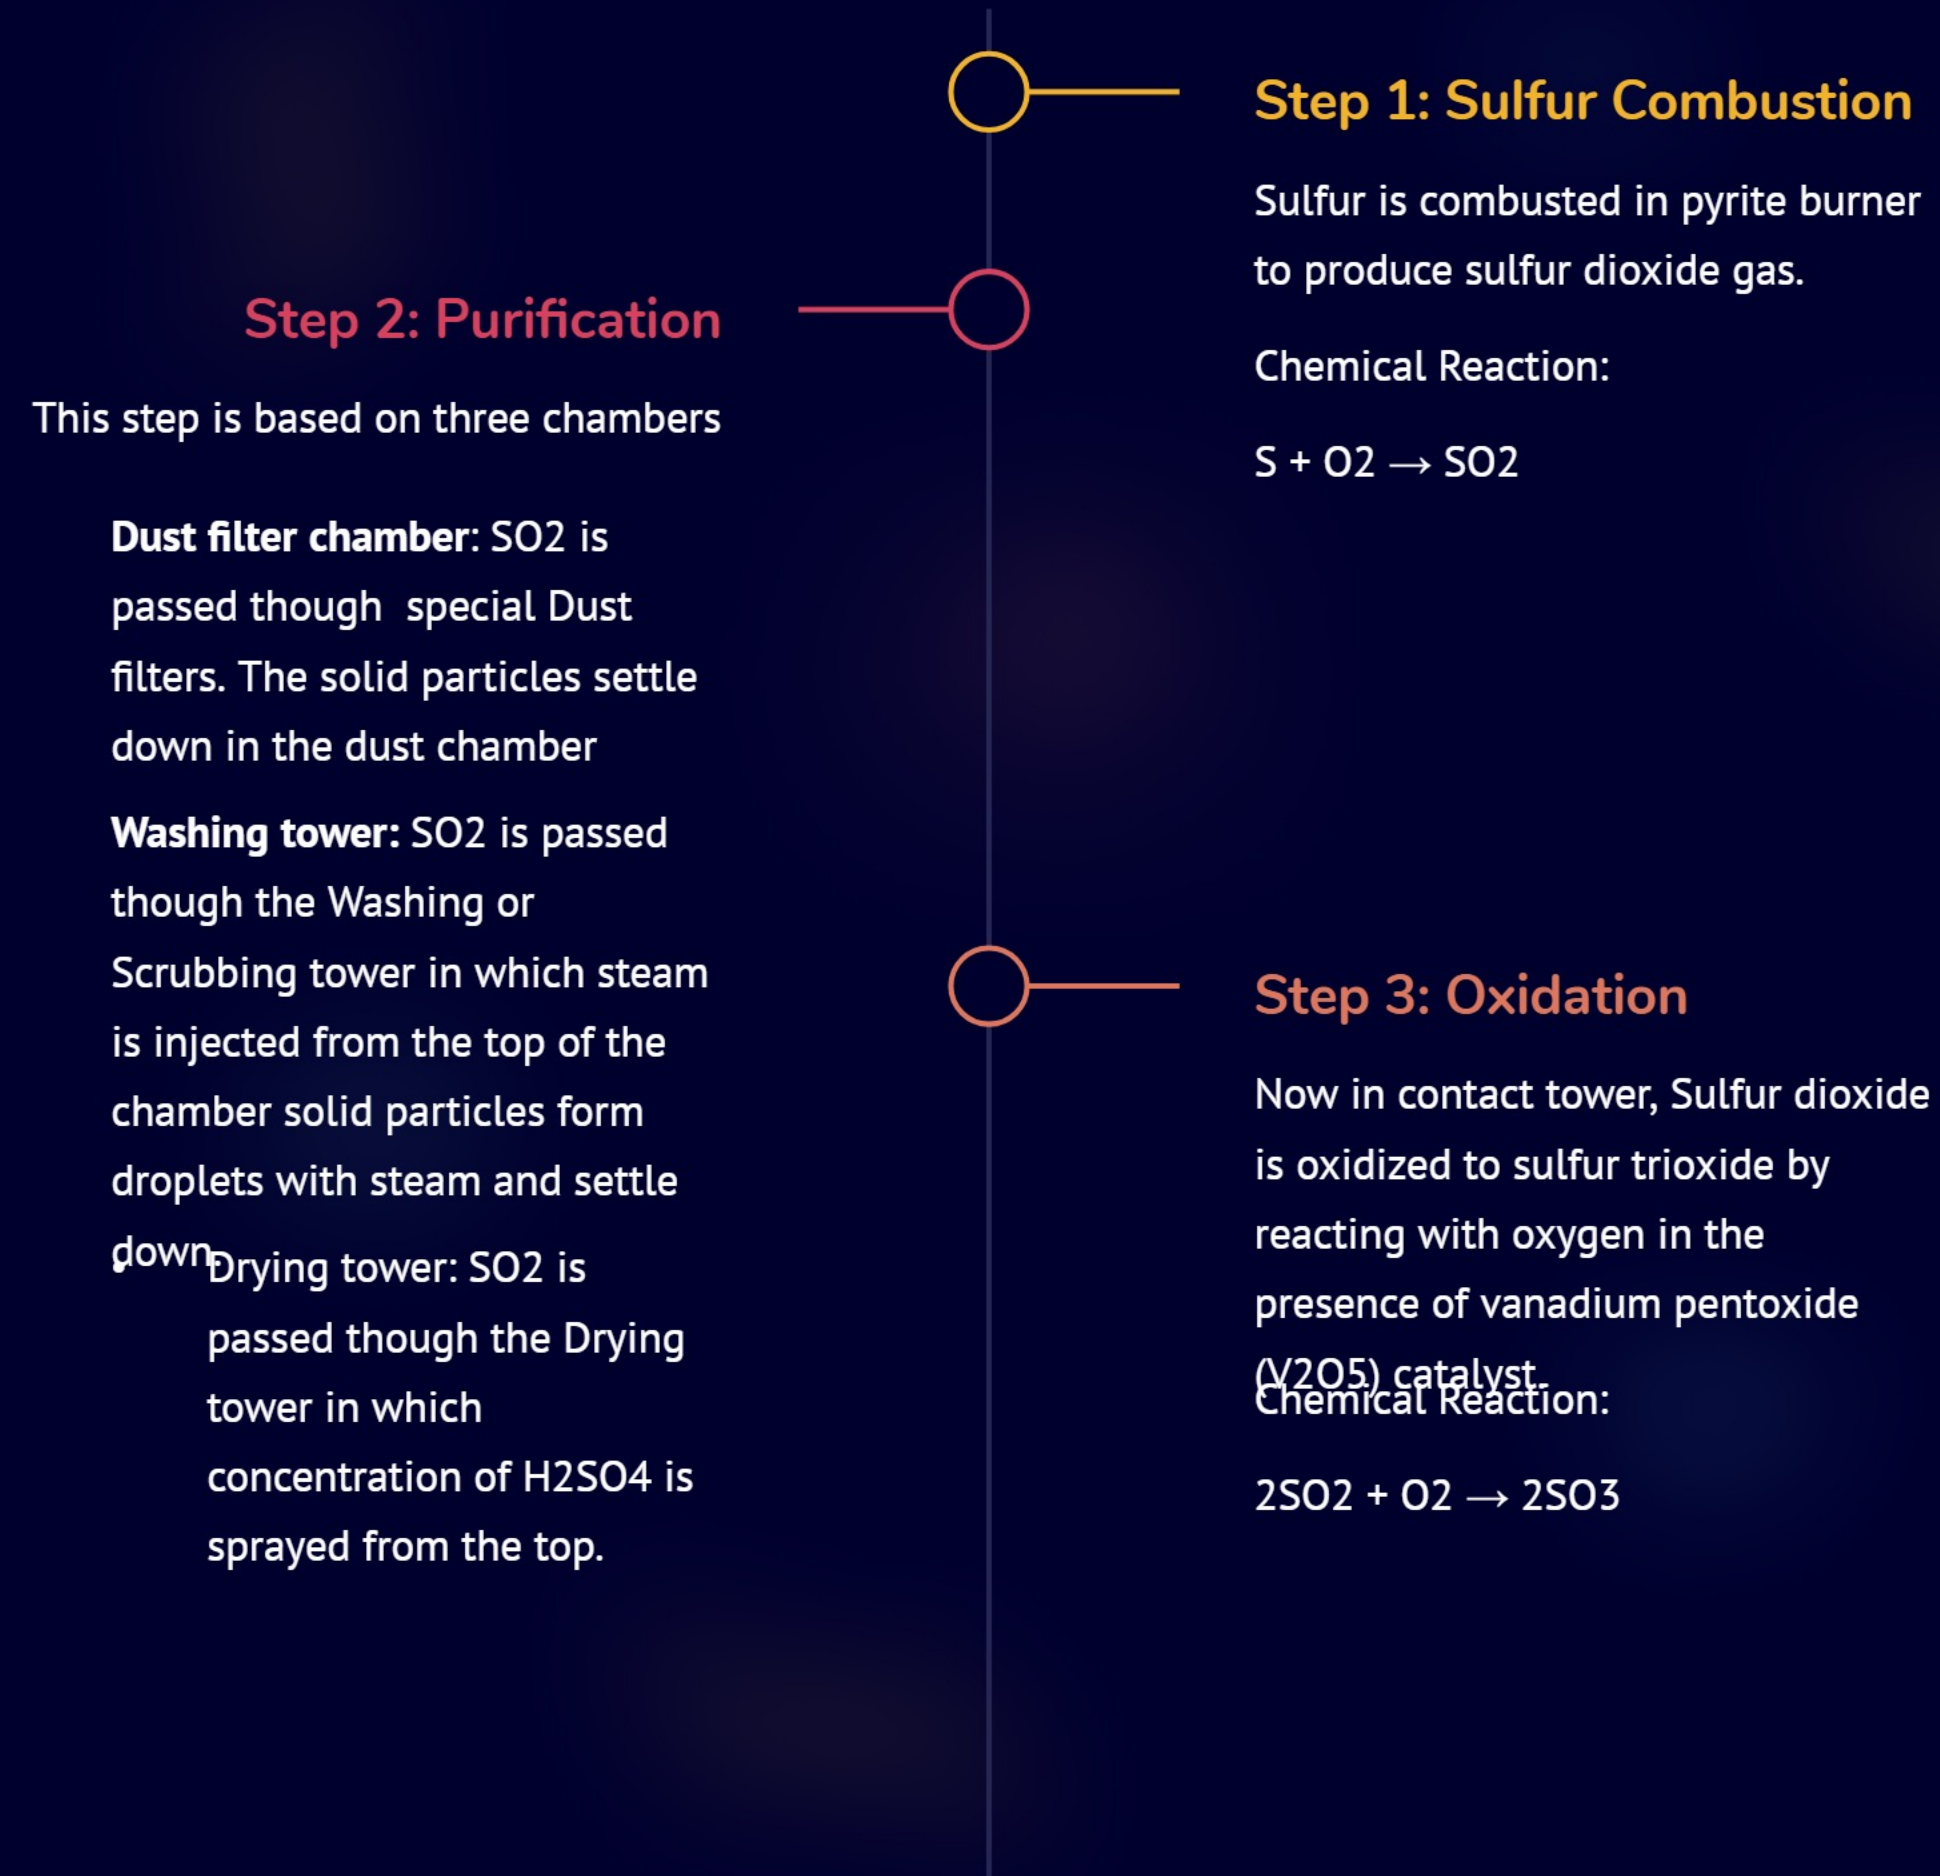 Step 1: Sulfur Combustion
Sulfur is combusted in pyrite burner
to produce sulfur dioxide gas.
Chemical Reaction:
S + O2 → SO2
Step 2: Purification
This step is based on three chambers
Dust filter chamber: SO2 is
passed though  special Dust
filters. The solid particles settle
down in the dust chamber
Washing tower: SO2 is passed
though the Washing or
Scrubbing tower in which steam
is injected from the top of the
chamber solid particles form
droplets with steam and settle
down.
• Drying tower: SO2 is
passed though the Drying
tower in which
concentration of H2SO4 is
sprayed from the top.
Step 3: Oxidation
Now in contact tower, Sulfur dioxide
is oxidized to sulfur trioxide by
reacting with oxygen in the
presence of vanadium pentoxide
(V2O5) catalyst.
Chemical Reaction:
2SO2 + O2 → 2SO3